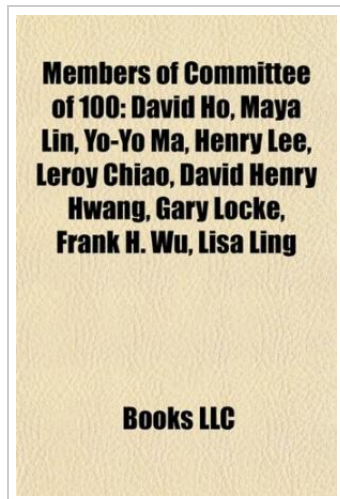 Members of Committee
of 100: David Ho, Maya
Lin, Yo-Yo Ma, Henry Lee,
Leroy Chiao, David Henry
Hwang, Gary Locke,
Frank H. Wu, Lisa Ling
Books LLC